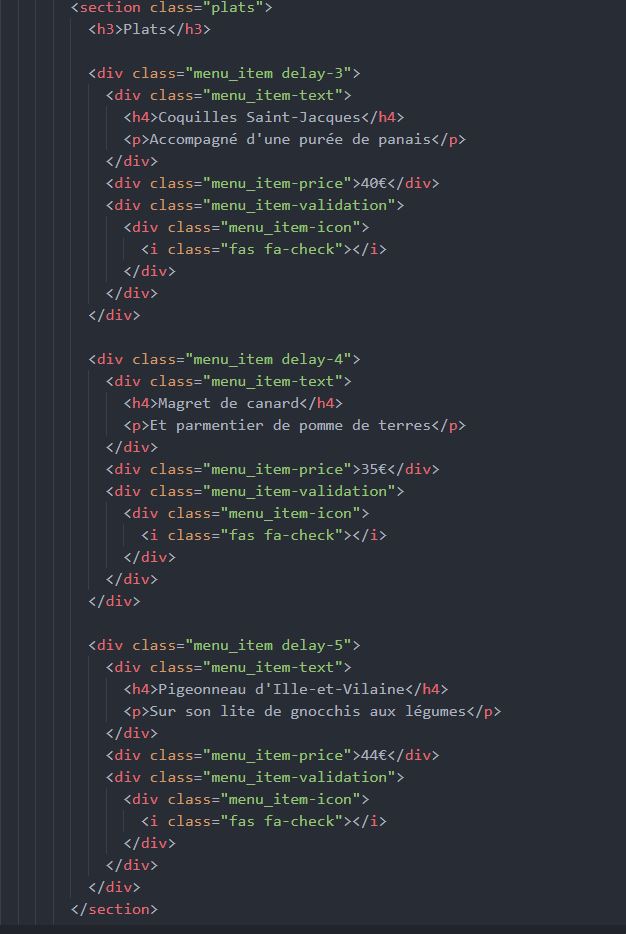 <section class="plats">
<h3>Plats</h3>
<div class="menu_item delay-3">
<div class="menu_item-text">
<h4>Coquilles Saint-Jacques</h4>
<p>Accompagné d'une purée de panais</p>
</div>
<div class="menu_item-price">40€</div>
<div class="menu_item-validation">
<div class="menu_item-icon">
<i class="fas fa-check"></i>
</div>
</div>
</div>
<div class="menu_item delay-4">
<div class="menu_item-text">
<h4>Magret de canard</h4>
<p>Et parmentier de pomme de terres</p>
</div>
<div class="menu_item-price">35€</div>
<div class="menu_item-validation">
<div class="menu_item-icon">
<i class="fas fa-check"></i>
</div>
</div>
</div>
<div class="menu_item delay-5">
<div class="menu_item-text">
<h4>Pigeonneau d'Ille-et-Vilaine</h4>
<p>Sur son lite de gnocchis aux légumes</p>
</div>
<div class="menu_item-price">44€</div>
<div class="menu_item-validation">
<div class="menu_item-icon">
<i class="fas fa-check"></i>
</div>
</div>
</div>
</section>